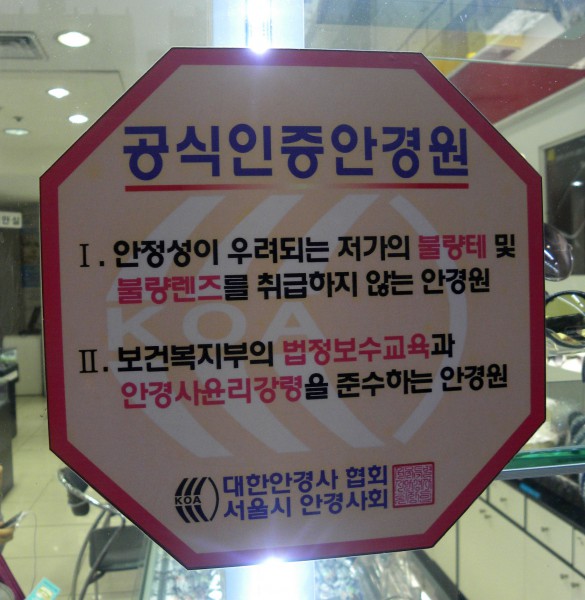 공식인증안경원
Ⅰ. 안정성이 우려되는 저가의 불량테 및
불량렌즈를 취급하지 않는 안경원
KOA
Ⅱ. 보건복지부의 법정보수교육과
안경사윤리강령을 준수하는 안경원
KOA
대한안경사 협회
서울시 안경사회